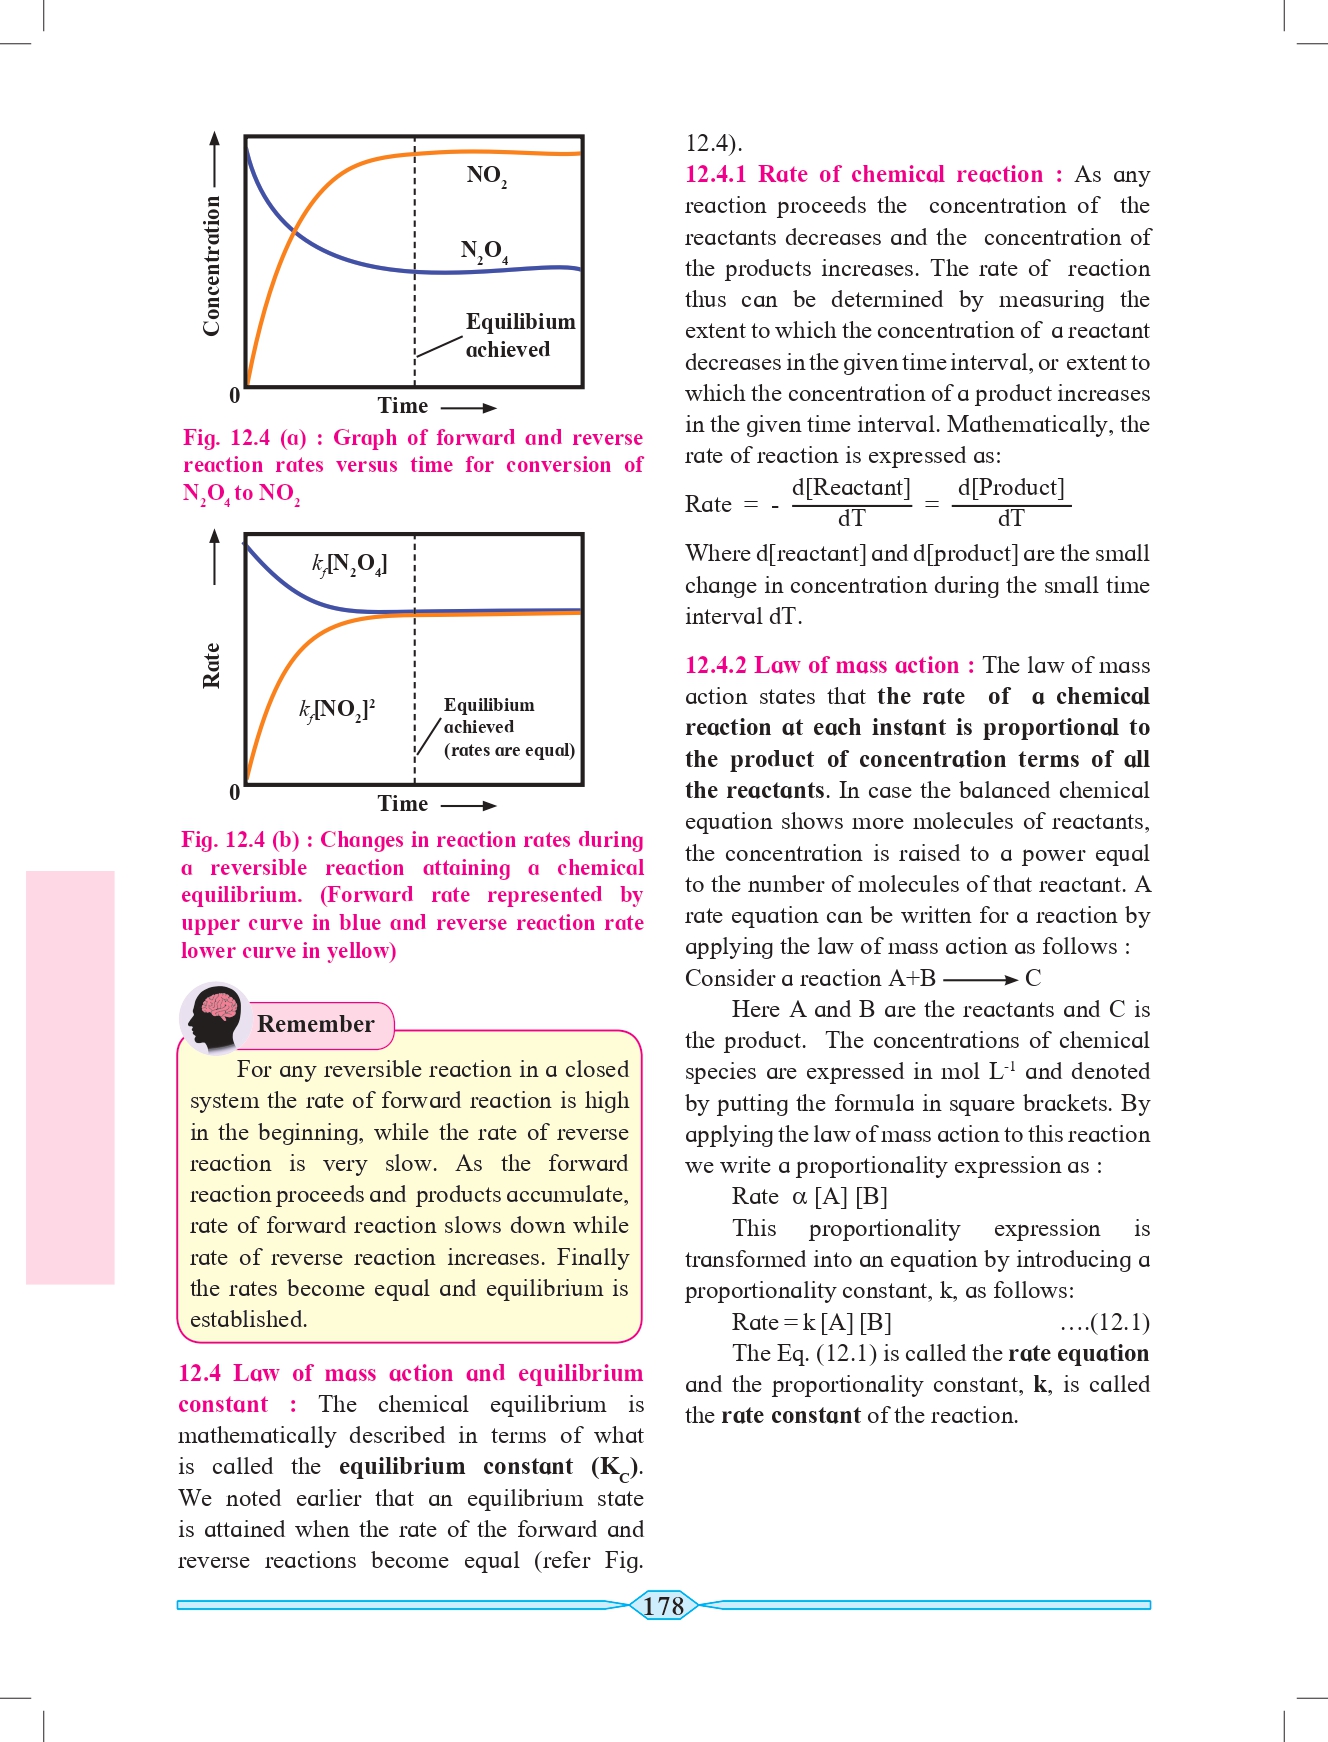 Concentration
NO₂
N₂O₄
Equilibium
achieved
0
Time
Fig. 12.4 (a) : Graph of forward and reverse
reaction rates versus time for conversion of
N₂O₄ to NO₂
Rate
k_f[N₂O₄]
k_f[NO₂]²
Equilibium
achieved
(rates are equal)
0
Time
Fig. 12.4 (b) : Changes in reaction rates during
a reversible reaction attaining a chemical
equilibrium. (Forward rate represented by
upper curve in blue and reverse reaction rate
lower curve in yellow)
Remember
For any reversible reaction in a closed
system the rate of forward reaction is high
in the beginning, while the rate of reverse
reaction is very slow. As the forward
reaction proceeds and products accumulate,
rate of forward reaction slows down while
rate of reverse reaction increases. Finally
the rates become equal and equilibrium is
established.
12.4 Law of mass action and equilibrium
constant : The chemical equilibrium is
mathematically described in terms of what
is called the equilibrium constant (K_C).
We noted earlier that an equilibrium state
is attained when the rate of the forward and
reverse reactions become equal (refer Fig.
12.4).
12.4.1 Rate of chemical reaction : As any
reaction proceeds the concentration of the
reactants decreases and the concentration of
the products increases. The rate of reaction
thus can be determined by measuring the
extent to which the concentration of a reactant
decreases in the given time interval, or extent to
which the concentration of a product increases
in the given time interval. Mathematically, the
rate of reaction is expressed as:
Rate = - d[Reactant]/dT = d[Product]/dT
Where d[reactant] and d[product] are the small
change in concentration during the small time
interval dT.
12.4.2 Law of mass action : The law of mass
action states that the rate of a chemical
reaction at each instant is proportional to
the product of concentration terms of all
the reactants. In case the balanced chemical
equation shows more molecules of reactants,
the concentration is raised to a power equal
to the number of molecules of that reactant. A
rate equation can be written for a reaction by
applying the law of mass action as follows :
Consider a reaction A+B ⟶ C
Here A and B are the reactants and C is
the product. The concentrations of chemical
species are expressed in mol L⁻¹ and denoted
by putting the formula in square brackets. By
applying the law of mass action to this reaction
we write a proportionality expression as :
Rate α [A] [B]
This proportionality expression is
transformed into an equation by introducing a
proportionality constant, k, as follows:
Rate = k [A] [B] ....(12.1)
The Eq. (12.1) is called the rate equation
and the proportionality constant, k, is called
the rate constant of the reaction.
178